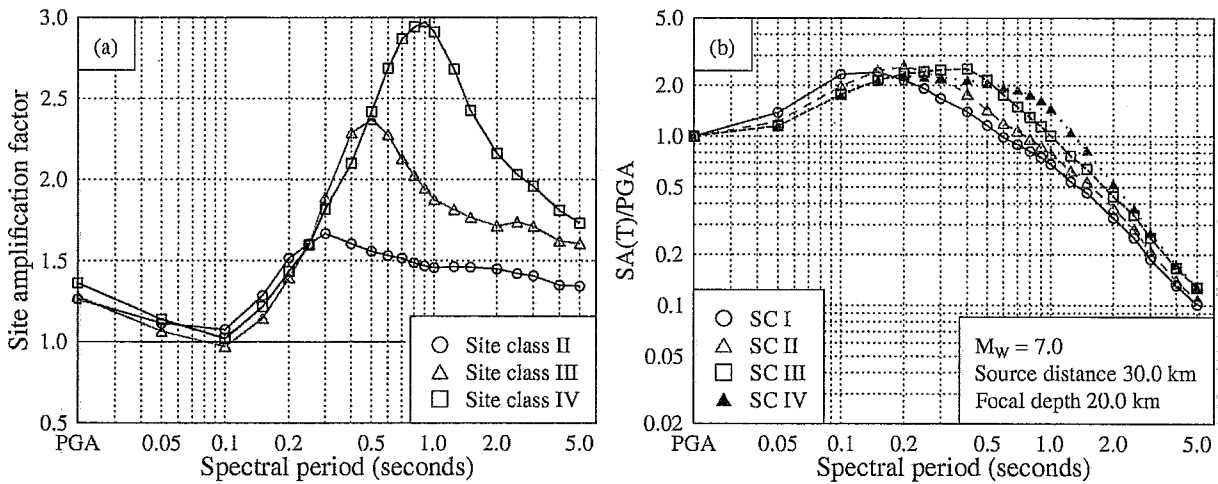 (a)
Site amplification factor
3.0
2.5
2.0
1.5
1.0
0.5
PGA 0.05 0.1 0.2 0.5 1.0 2.0 5.0
Spectral period (seconds)
Site class II
Site class III
Site class IV
(b)
SA(T)/PGA
5.0
2.0
1.0
0.5
0.2
0.1
0.05
0.02
PGA 0.05 0.1 0.2 0.5 1.0 2.0 5.0
Spectral period (seconds)
SC I
SC II
SC III
SC IV
MW = 7.0
Source distance 30.0 km
Focal depth 20.0 km